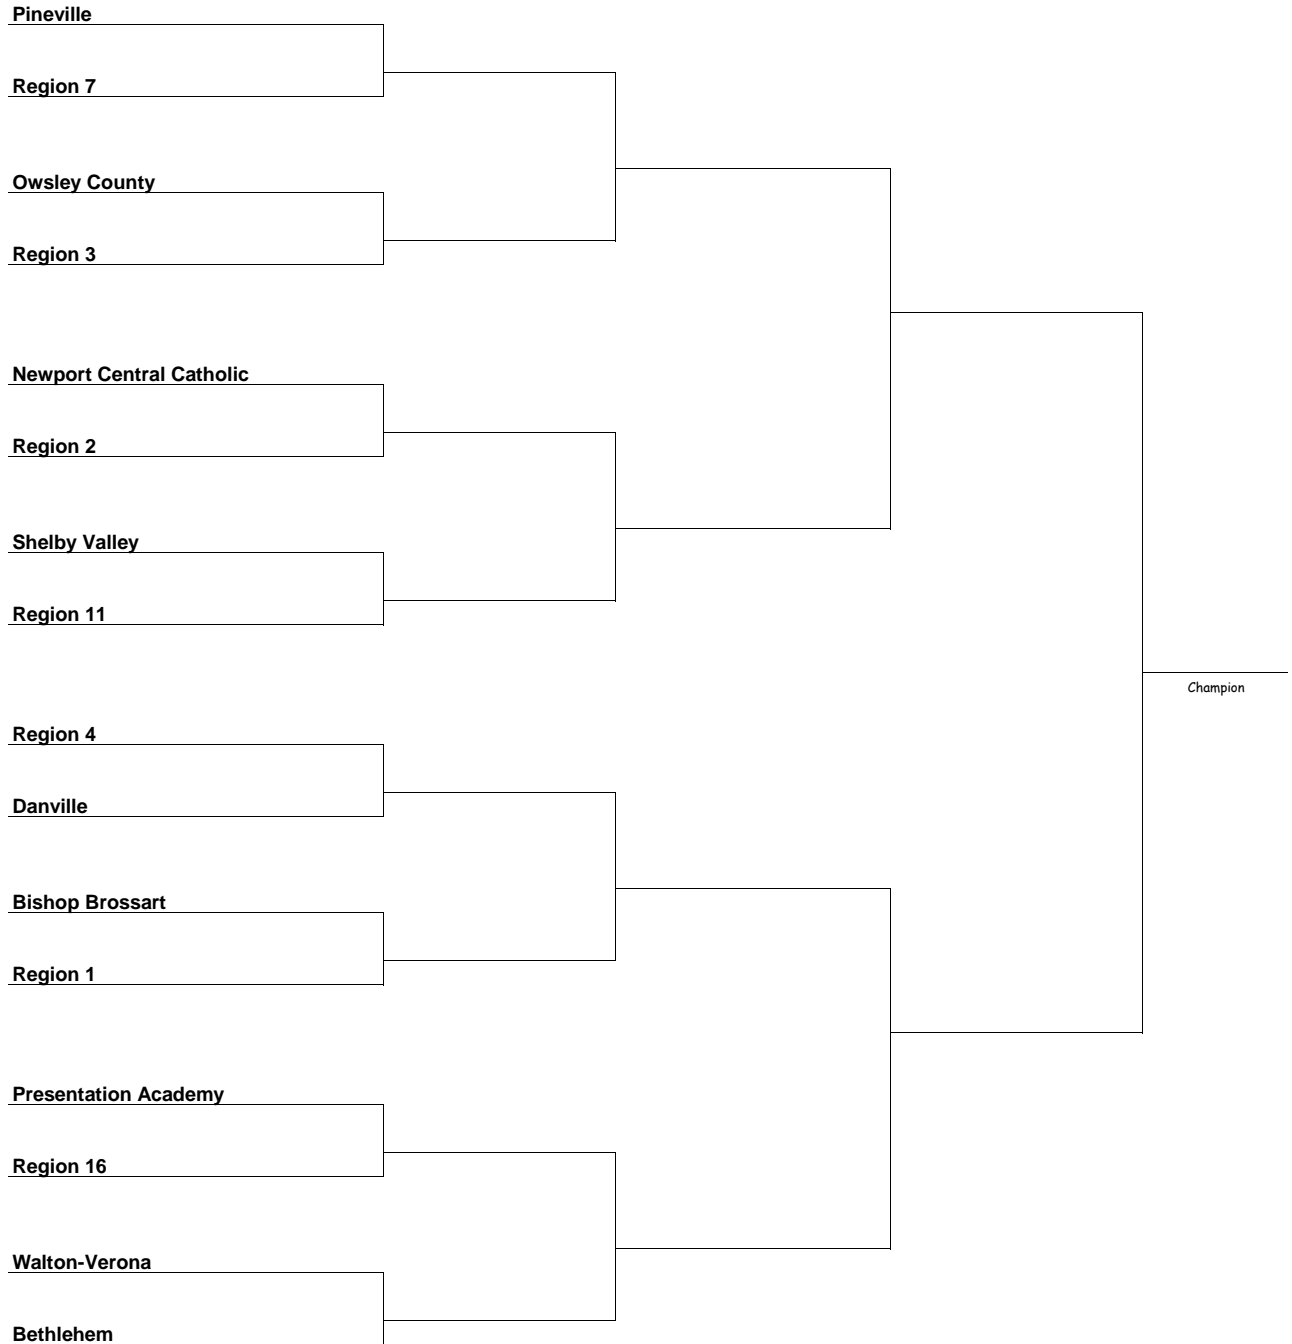 Pineville
Region 7
Owsley County
Region 3
Newport Central Catholic
Region 2
Shelby Valley
Region 11
Champion
Region 4
Danville
Bishop Brossart
Region 1
Presentation Academy
Region 16
Walton-Verona
Bethlehem